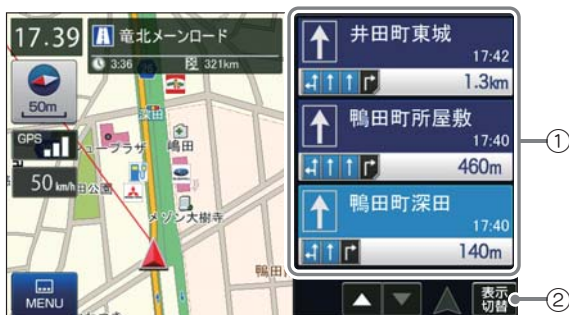 17.39
竜北メーンロード
3:36 321km
50m
GPS
50 km/h
MENU
深田
嶋田
メゾン大樹寺
井田町東城
17:42
1.3km
鴨田町所屋敷
17:40
460m
鴨田町深田
17:40
140m
表示
切替
①
②